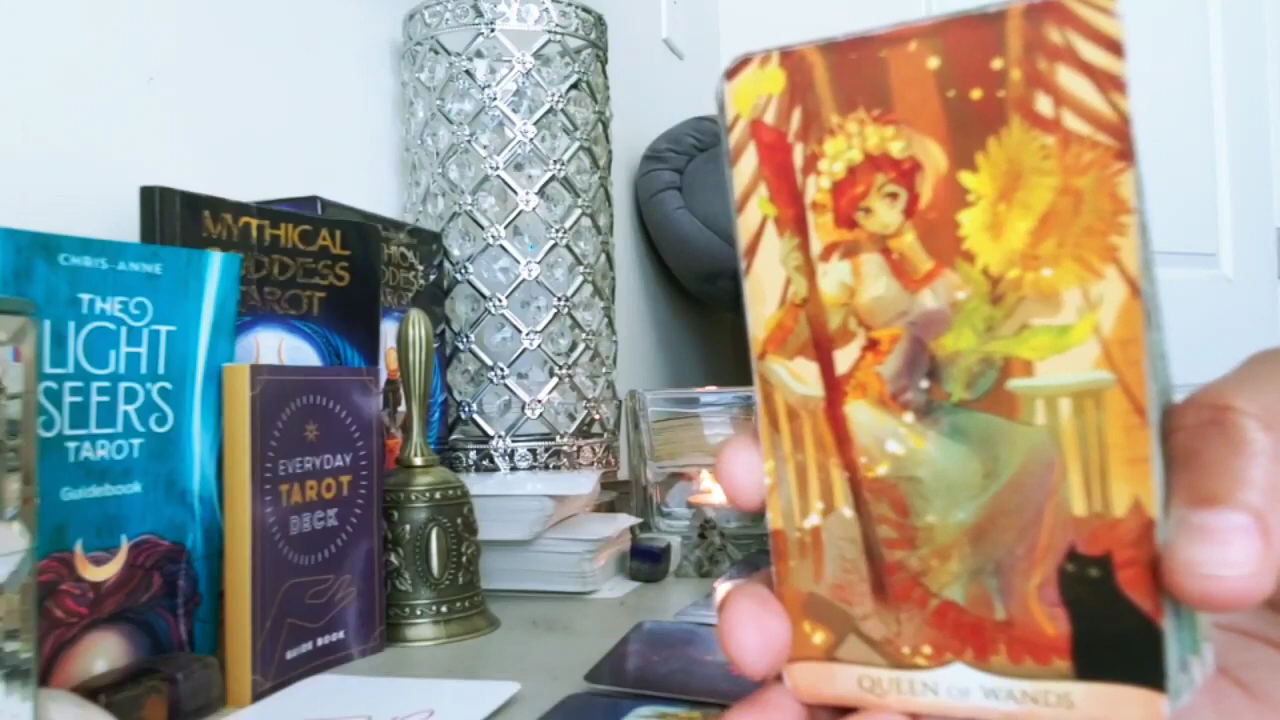 CHRIS-ANNE
THE
LIGHT
SEER'S
TAROT
Guidebook
MYTHICAL
GODDESS
TAROT
EVERYDAY
TAROT
DECK
GUIDE BOOK
QUEEN OF WANDS